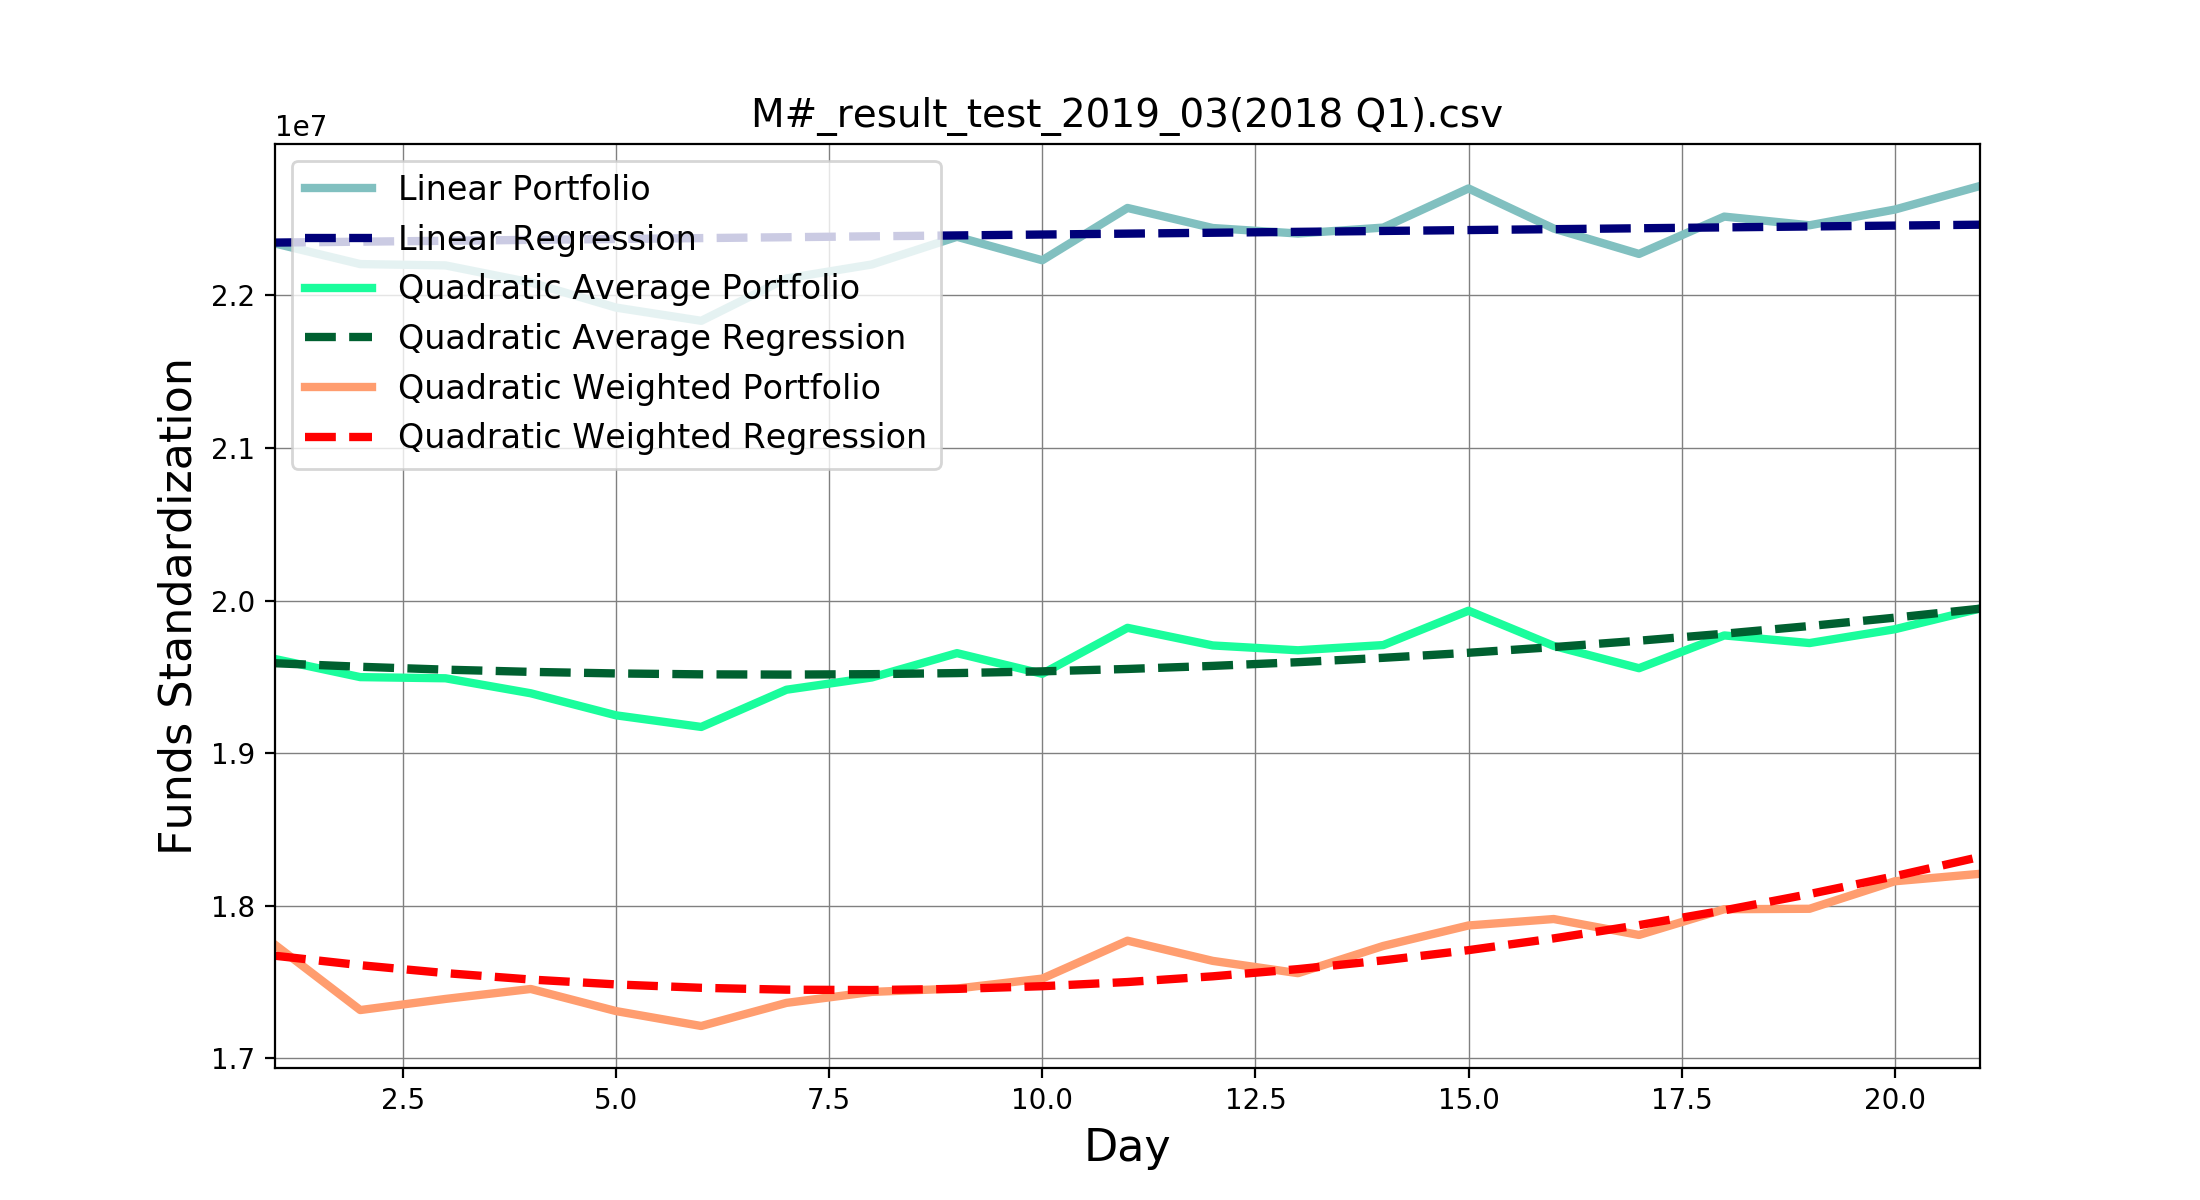 M#_result_test_2019_03(2018 Q1).csv
1e7
Linear Portfolio
Linear Regression
Quadratic Average Portfolio
Quadratic Average Regression
Quadratic Weighted Portfolio
Quadratic Weighted Regression
Funds Standardization
2.2
2.1
2.0
1.9
1.8
1.7
2.5 5.0 7.5 10.0 12.5 15.0 17.5 20.0
Day